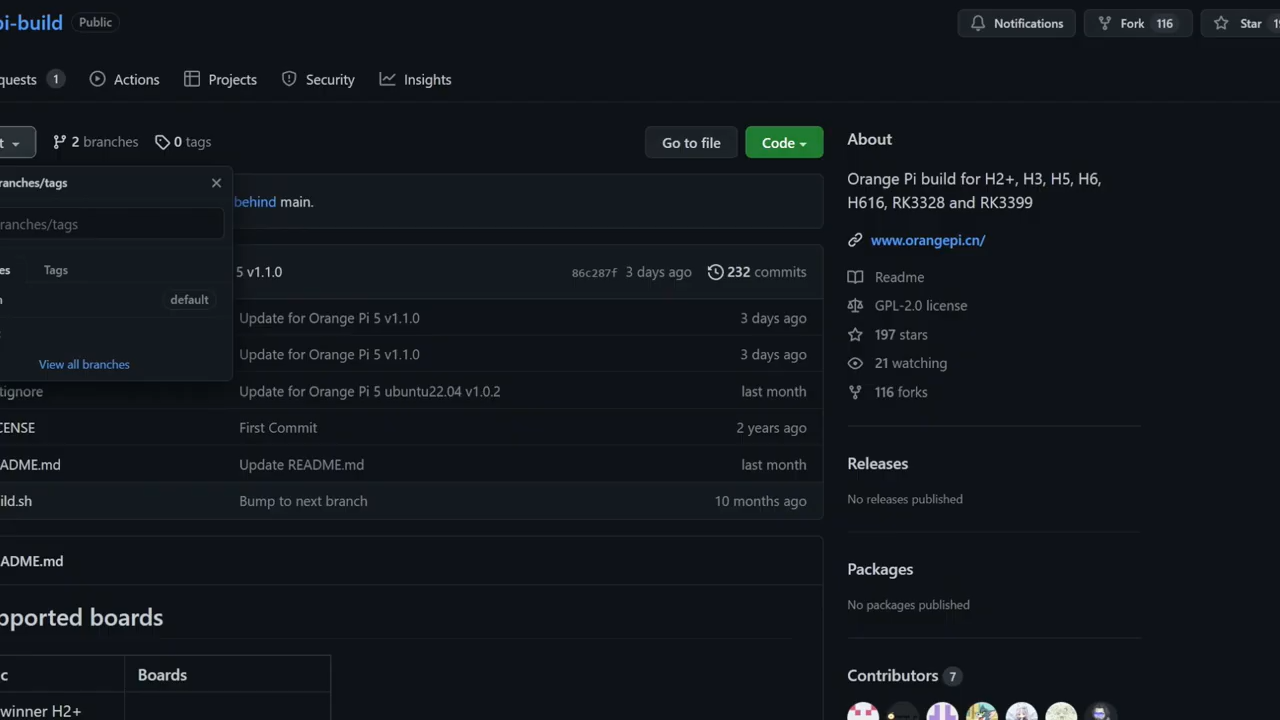 pi-build Public Notifications Fork 116 Star
quests 1 Actions Projects Security Insights
t 2 branches 0 tags Go to file Code
About
ranches/tags
Orange Pi build for H2+, H3, H5, H6,
H616, RK3328 and RK3399
behind main.
ranches/tags
www.orangepi.cn/
es Tags
5 v1.1.0 86c287f 3 days ago 232 commits
Readme
default
GPL-2.0 license
Update for Orange Pi 5 v1.1.0 3 days ago
197 stars
Update for Orange Pi 5 v1.1.0 3 days ago
View all branches
21 watching
tignore Update for Orange Pi 5 ubuntu22.04 v1.0.2 last month
116 forks
CENSE First Commit 2 years ago
ADME.md Update README.md last month
Releases
ild.sh Bump to next branch 10 months ago
No releases published
ADME.md
Packages
No packages published
pported boards
c Boards
Contributors 7
winner H2+